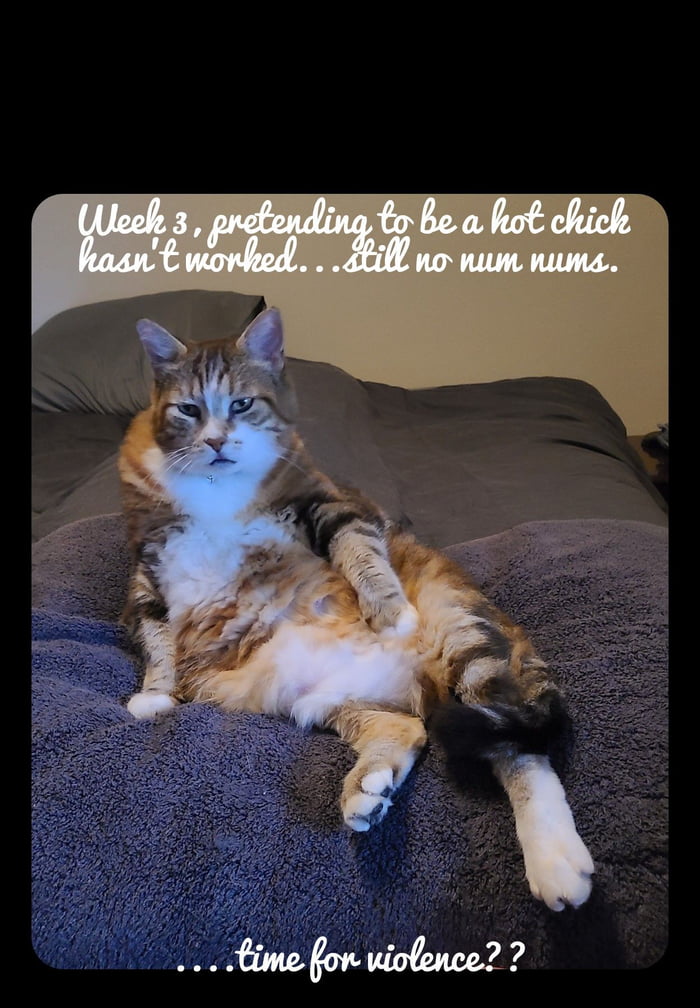 Week 3, pretending to be a hot chick
hasn't worked...still no num nums.
....time for violence??